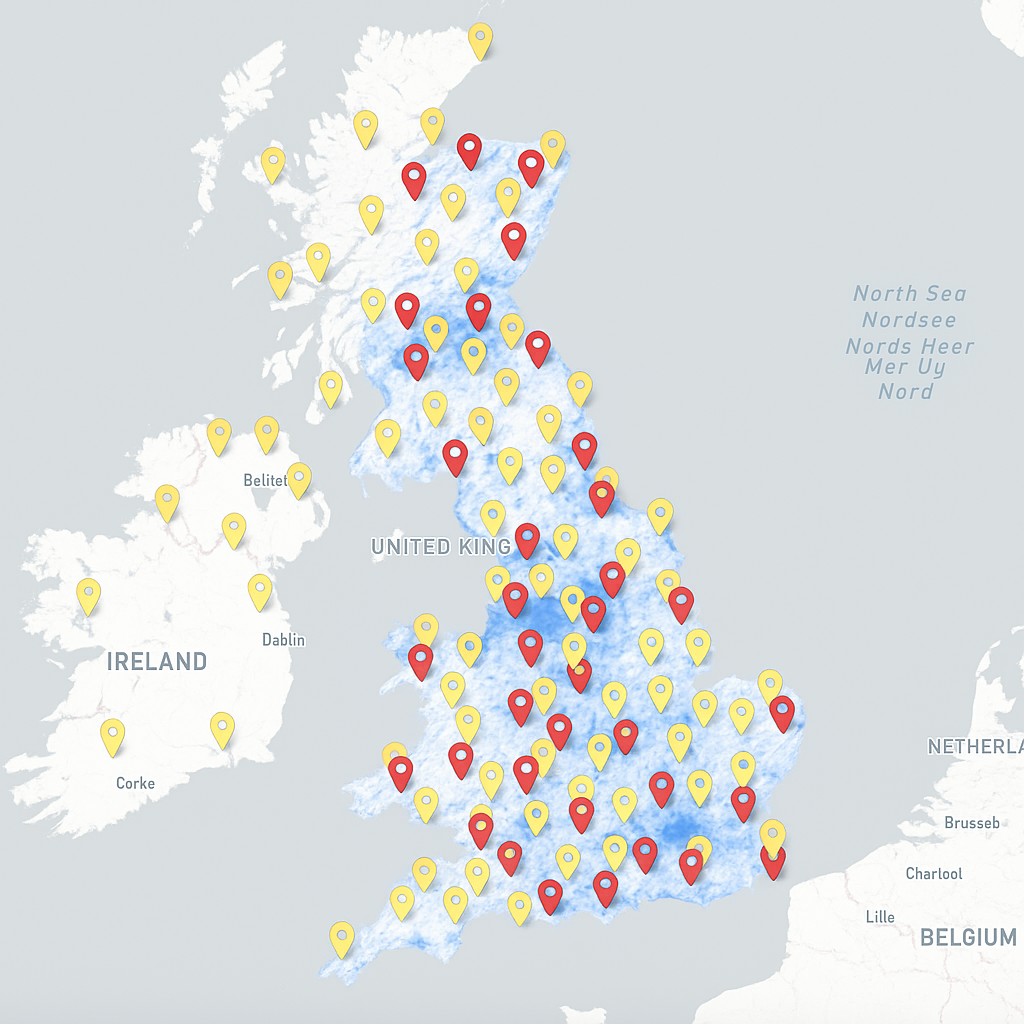 North Sea
Nordsee
Nords Heer
Mer Uy
Nord
Belitet
UNITED KING
Dablin
IRELAND
Corke
NETHERLA
Brusseb
Charlool
Lille
BELGIUM